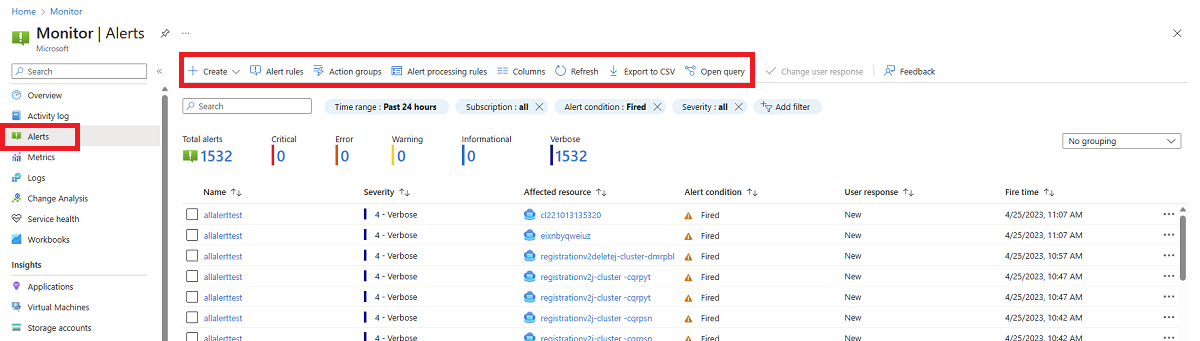 Home > Monitor
Monitor | Alerts
Microsoft
Search
Overview
Activity log
Alerts
Metrics
Logs
Change Analysis
Service health
Workbooks
Insights
Applications
Virtual Machines
Storage accounts
Create Alert rules Action groups Alert processing rules Columns Refresh Export to CSV Open query Change user response Feedback
Search Time range : Past 24 hours Subscription : all Alert condition : Fired Severity : all Add filter
Total alerts Critical Error Warning Informational Verbose
1532 0 0 0 0 1532
No grouping
Name Severity Affected resource Alert condition User response Fire time
allalerttest 4 - Verbose cl221013135320 Fired New 4/25/2023, 11:07 AM
allalerttest 4 - Verbose eixnbyqweiuz Fired New 4/25/2023, 11:07 AM
allalerttest 4 - Verbose registrationv2deletej-cluster-dmrpbl Fired New 4/25/2023, 10:57 AM
allalerttest 4 - Verbose registrationv2j-cluster -cqrpyt Fired New 4/25/2023, 10:47 AM
allalerttest 4 - Verbose registrationv2j-cluster -cqrpyt Fired New 4/25/2023, 10:47 AM
allalerttest 4 - Verbose registrationv2j-cluster -cqrpsn Fired New 4/25/2023, 10:42 AM
allalerttest 4 - Verbose registrationv2j-cluster -cqrpsn Fired New 4/25/2023, 10:42 AM